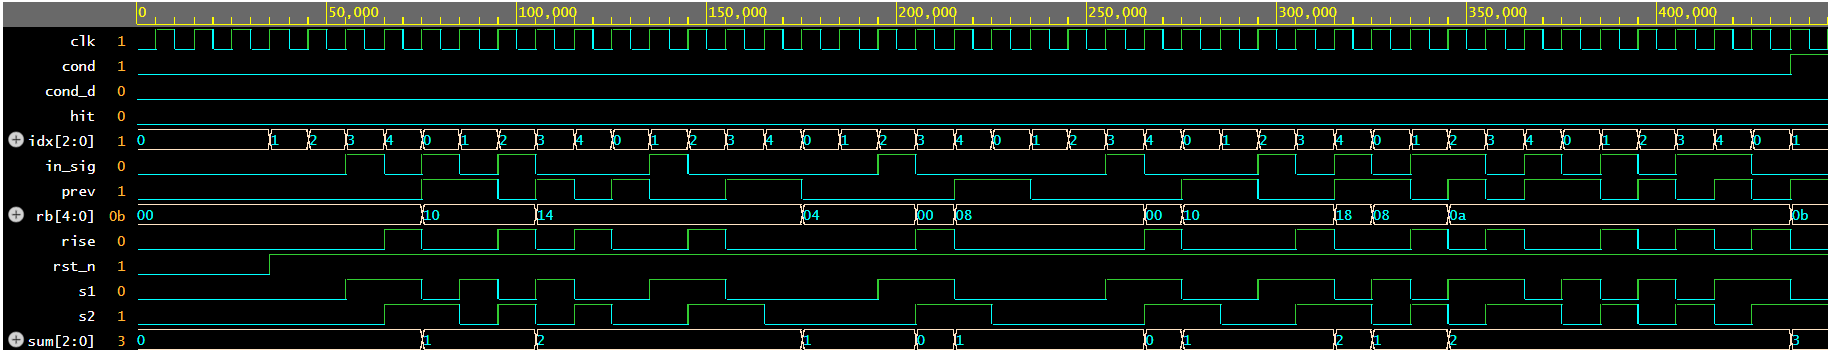 0 50,000 100,000 150,000 200,000 250,000 300,000 350,000 400,000
clk 1
cond 1
cond_d 0
hit 0
+ idx[2:0] 1 0 1 2 3 4 0 1 2 3 4 0 1 2 3 4 0 1 2 3 4 0 1 2 3 4 0 1 2 3 4 0 1 2 3 4 0 1 2 3 4 0 1
in_sig 0
prev 1
+ rb[4:0] 0b 00 10 14 04 00 08 00 10 18 08 0a 0b
rise 0
rst_n 1
s1 0
s2 1
+ sum[2:0] 3 0 1 2 1 0 1 0 1 2 1 2 3